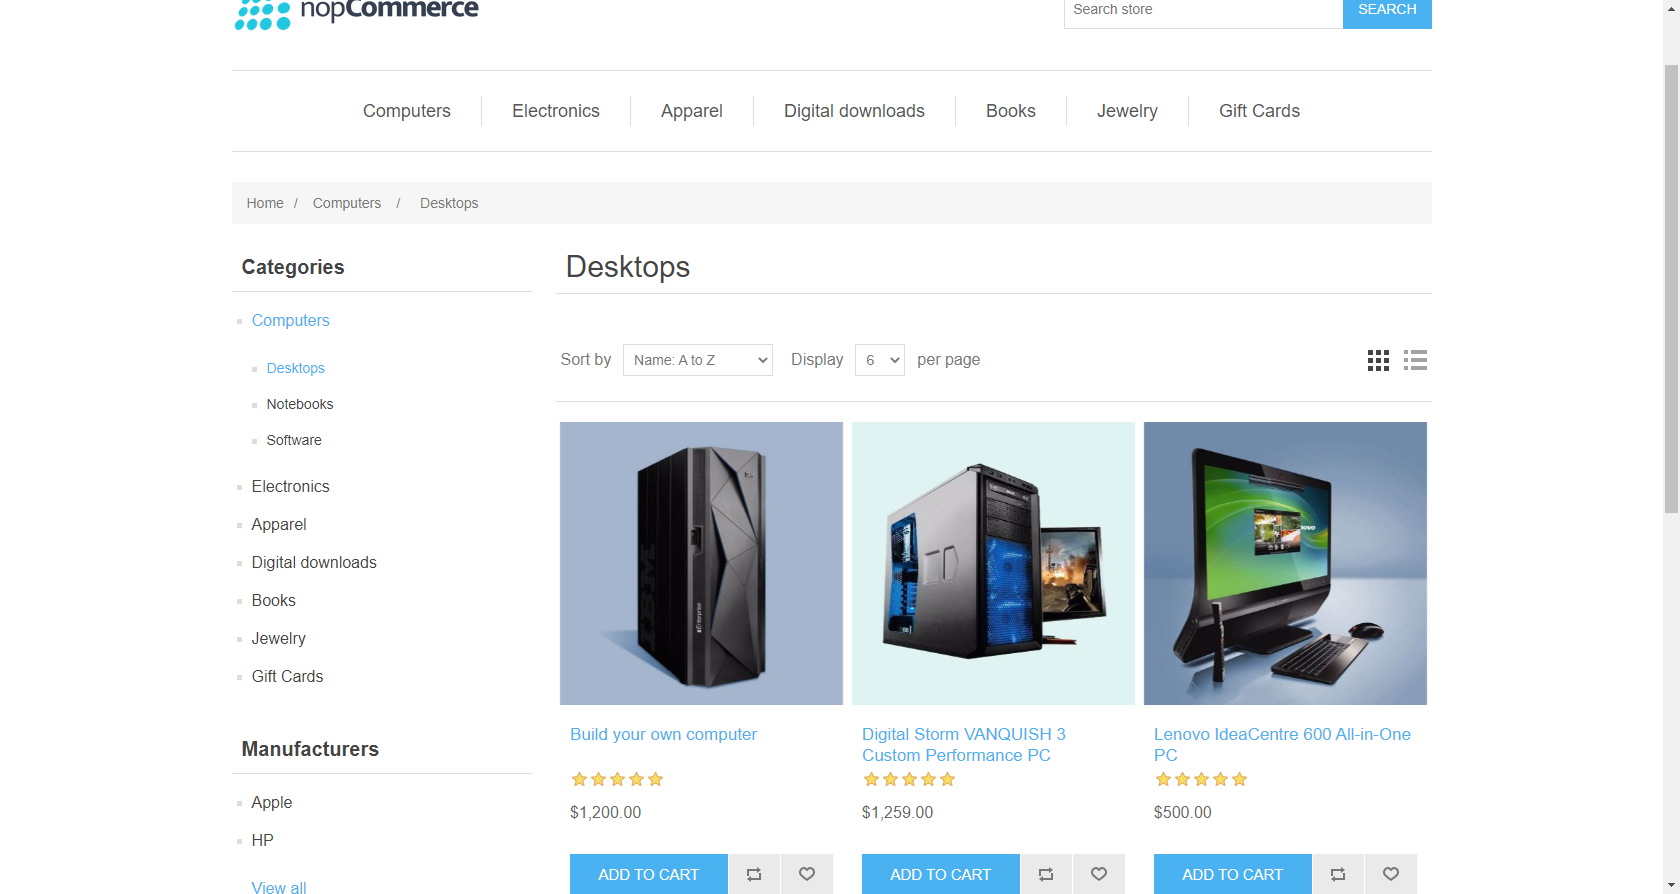 nopCommerce
Search store
SEARCH
Computers
Electronics
Apparel
Digital downloads
Books
Jewelry
Gift Cards
Home / Computers / Desktops
Categories
Computers
Desktops
Notebooks
Software
Electronics
Apparel
Digital downloads
Books
Jewelry
Gift Cards
Manufacturers
Apple
HP
View all
Desktops
Sort by Name: A to Z Display 6 per page
IBM
zEnterprise
Build your own computer
$1,200.00
ADD TO CART
Digital Storm VANQUISH 3
Custom Performance PC
$1,259.00
ADD TO CART
Lenovo IdeaCentre 600 All-in-One
PC
$500.00
ADD TO CART